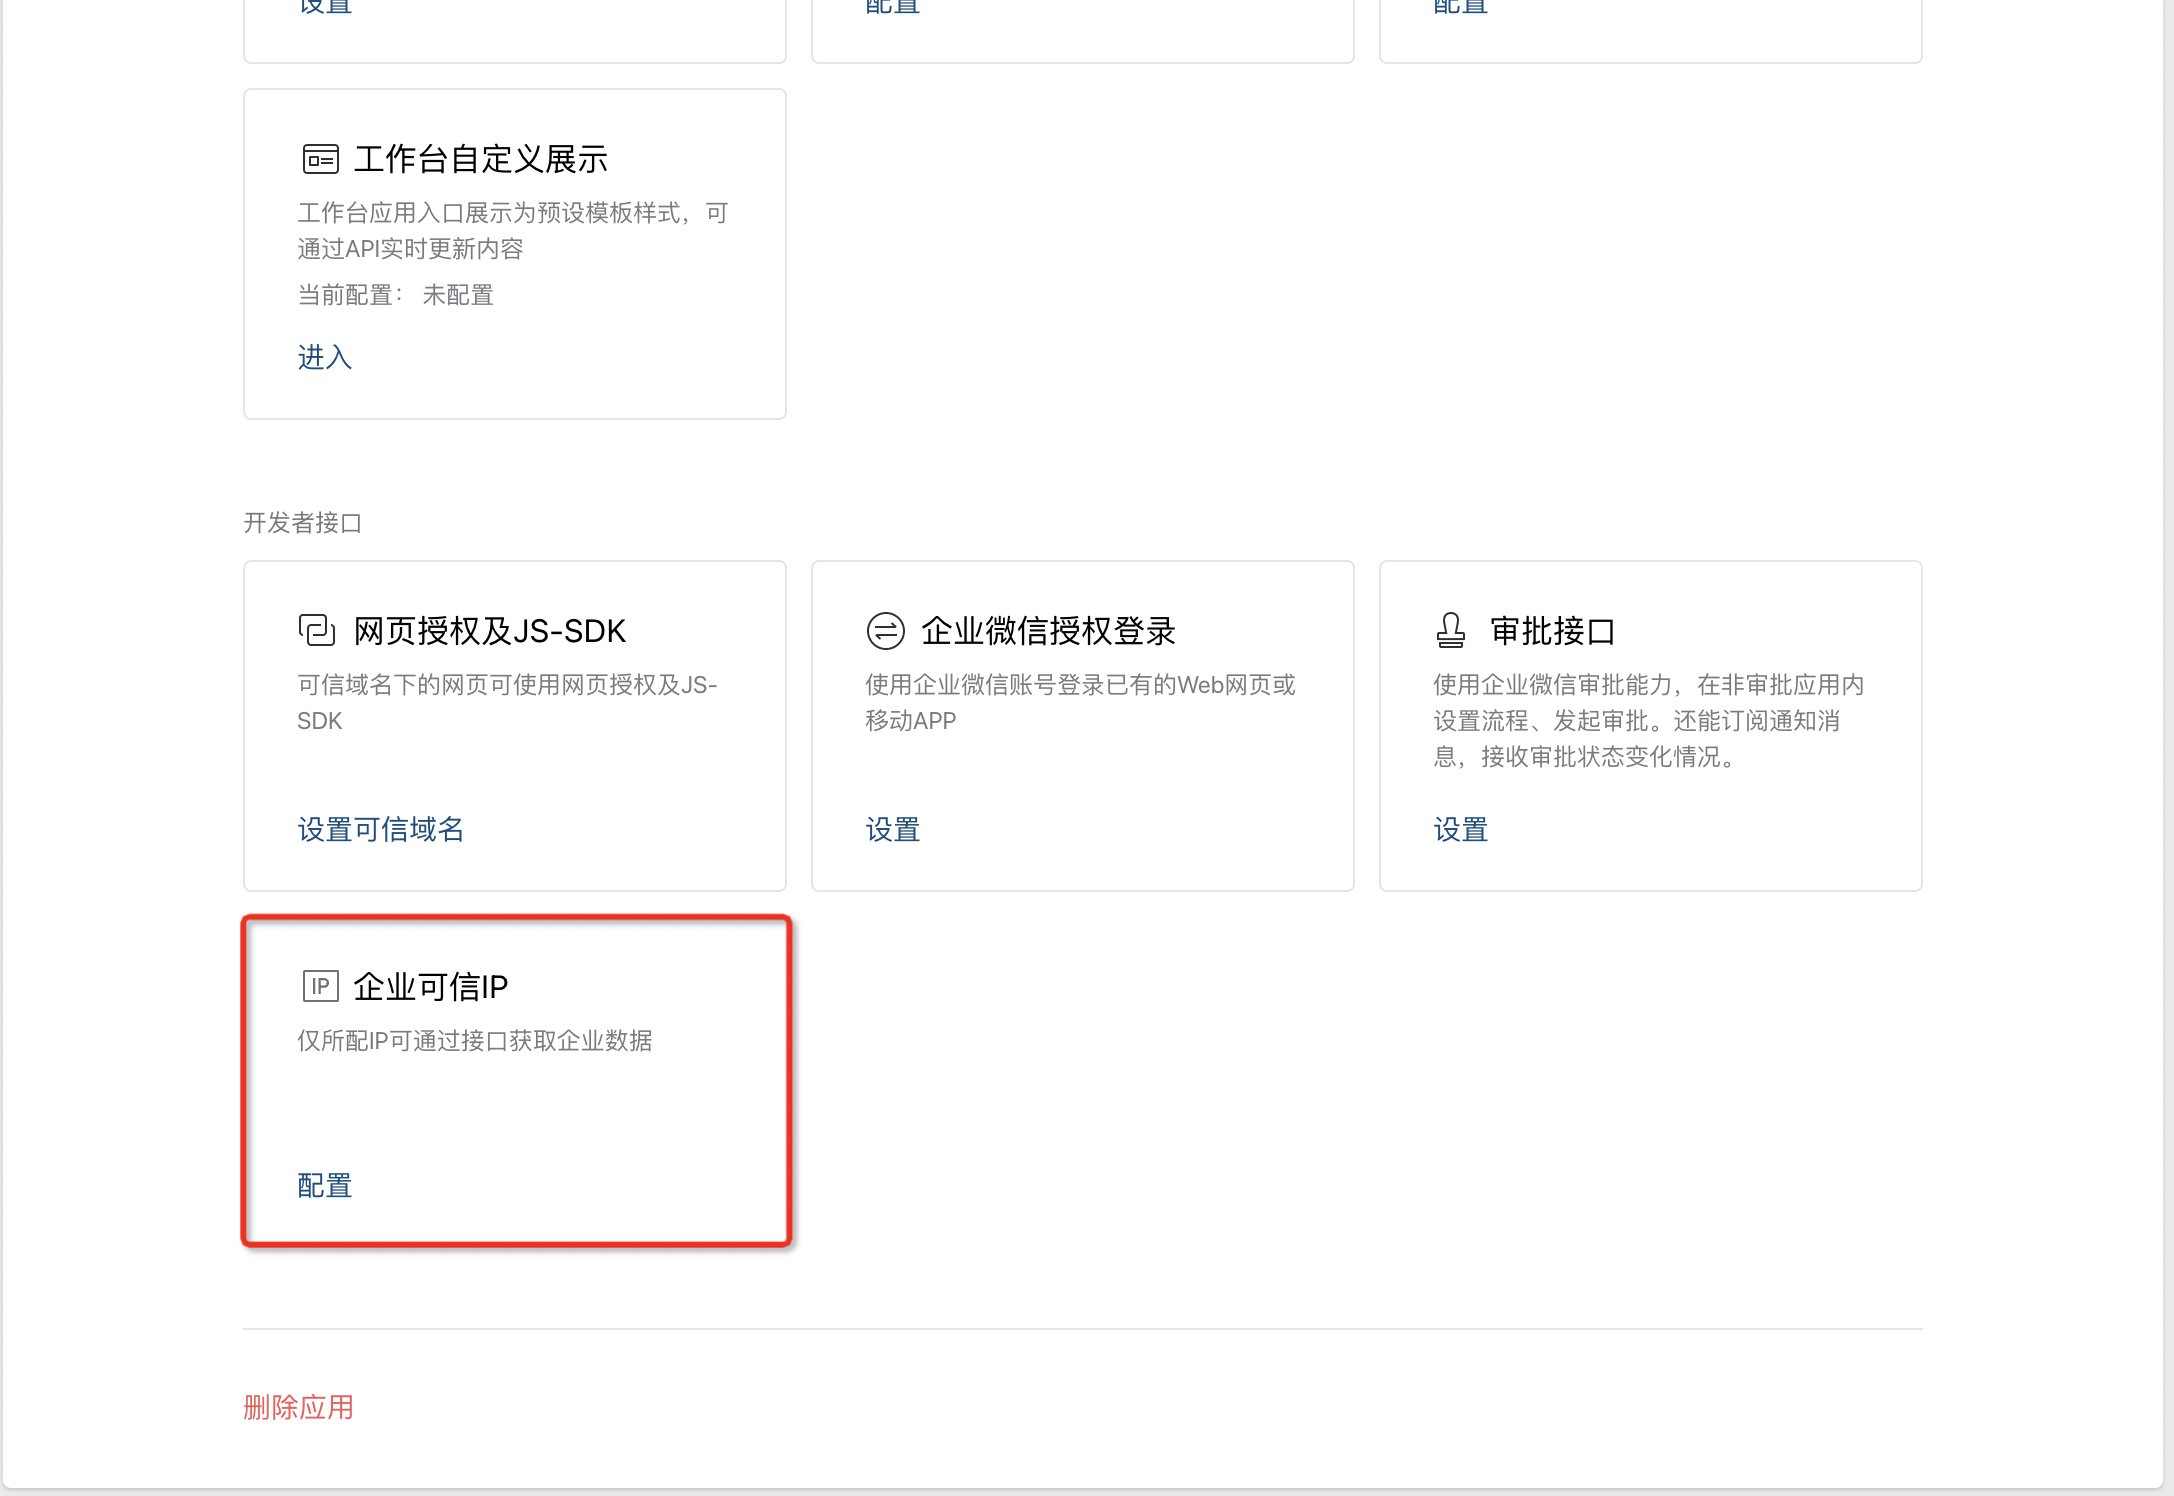 设置
配置
配置
工作台自定义展示
工作台应用入口展示为预设模板样式，可
通过API实时更新内容
当前配置： 未配置
进入
开发者接口
网页授权及JS-SDK
可信域名下的网页可使用网页授权及JS-
SDK
设置可信域名
企业微信授权登录
使用企业微信账号登录已有的Web网页或
移动APP
设置
审批接口
使用企业微信审批能力，在非审批应用内
设置流程、发起审批。还能订阅通知消
息，接收审批状态变化情况。
设置
IP 企业可信IP
仅所配IP可通过接口获取企业数据
配置
删除应用